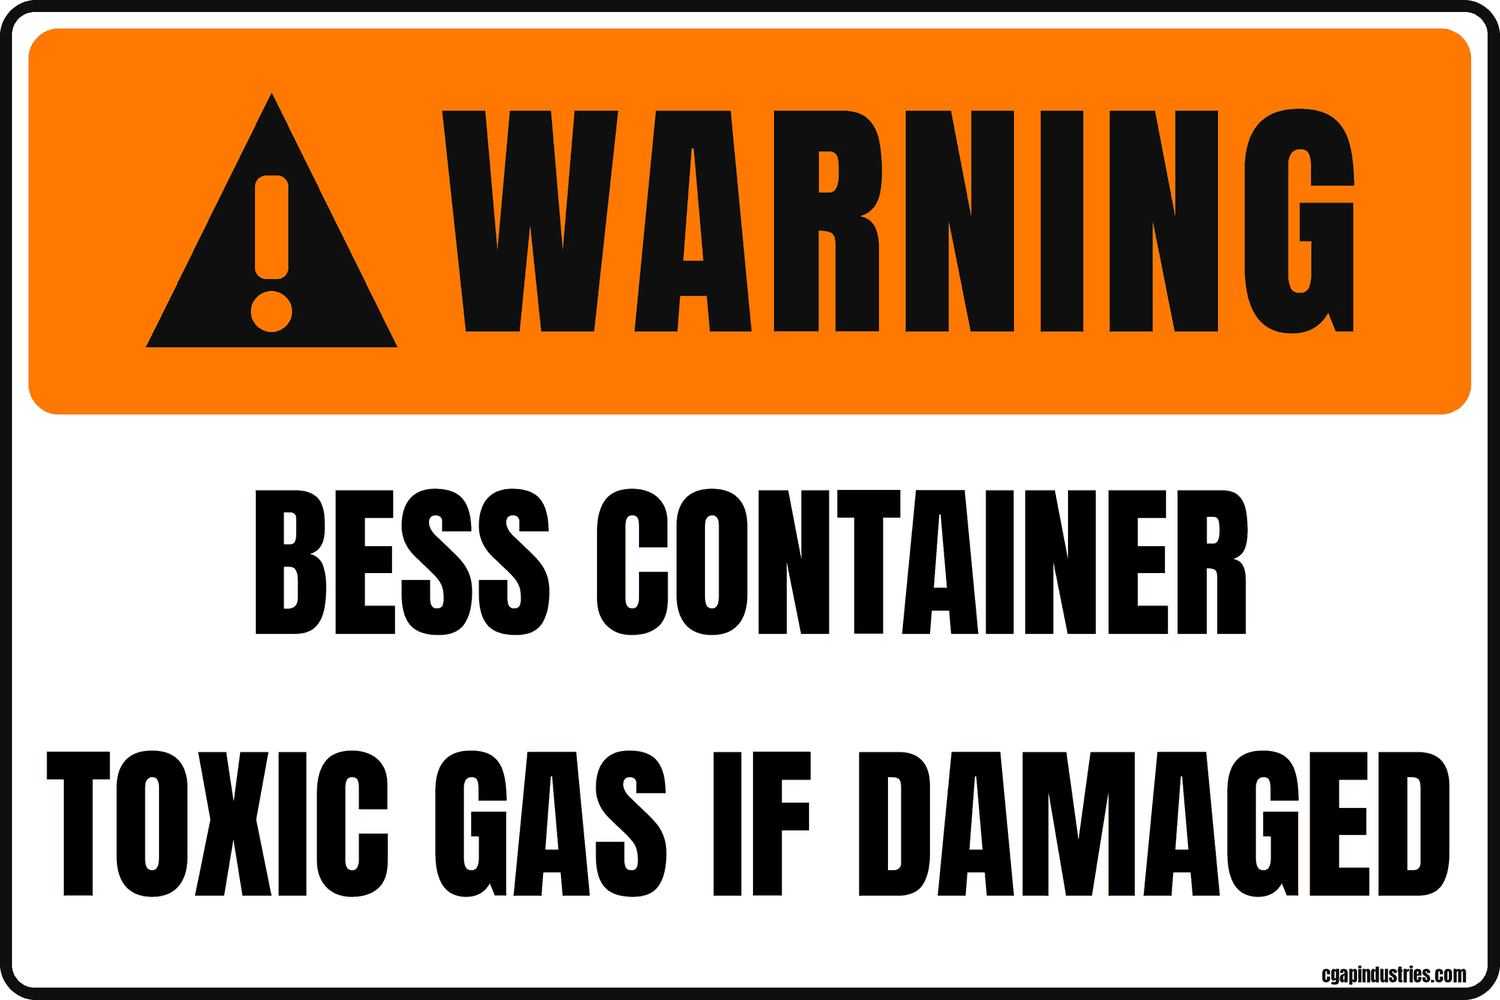 WARNING
BESS CONTAINER
TOXIC GAS IF DAMAGED
cgapindustries.com